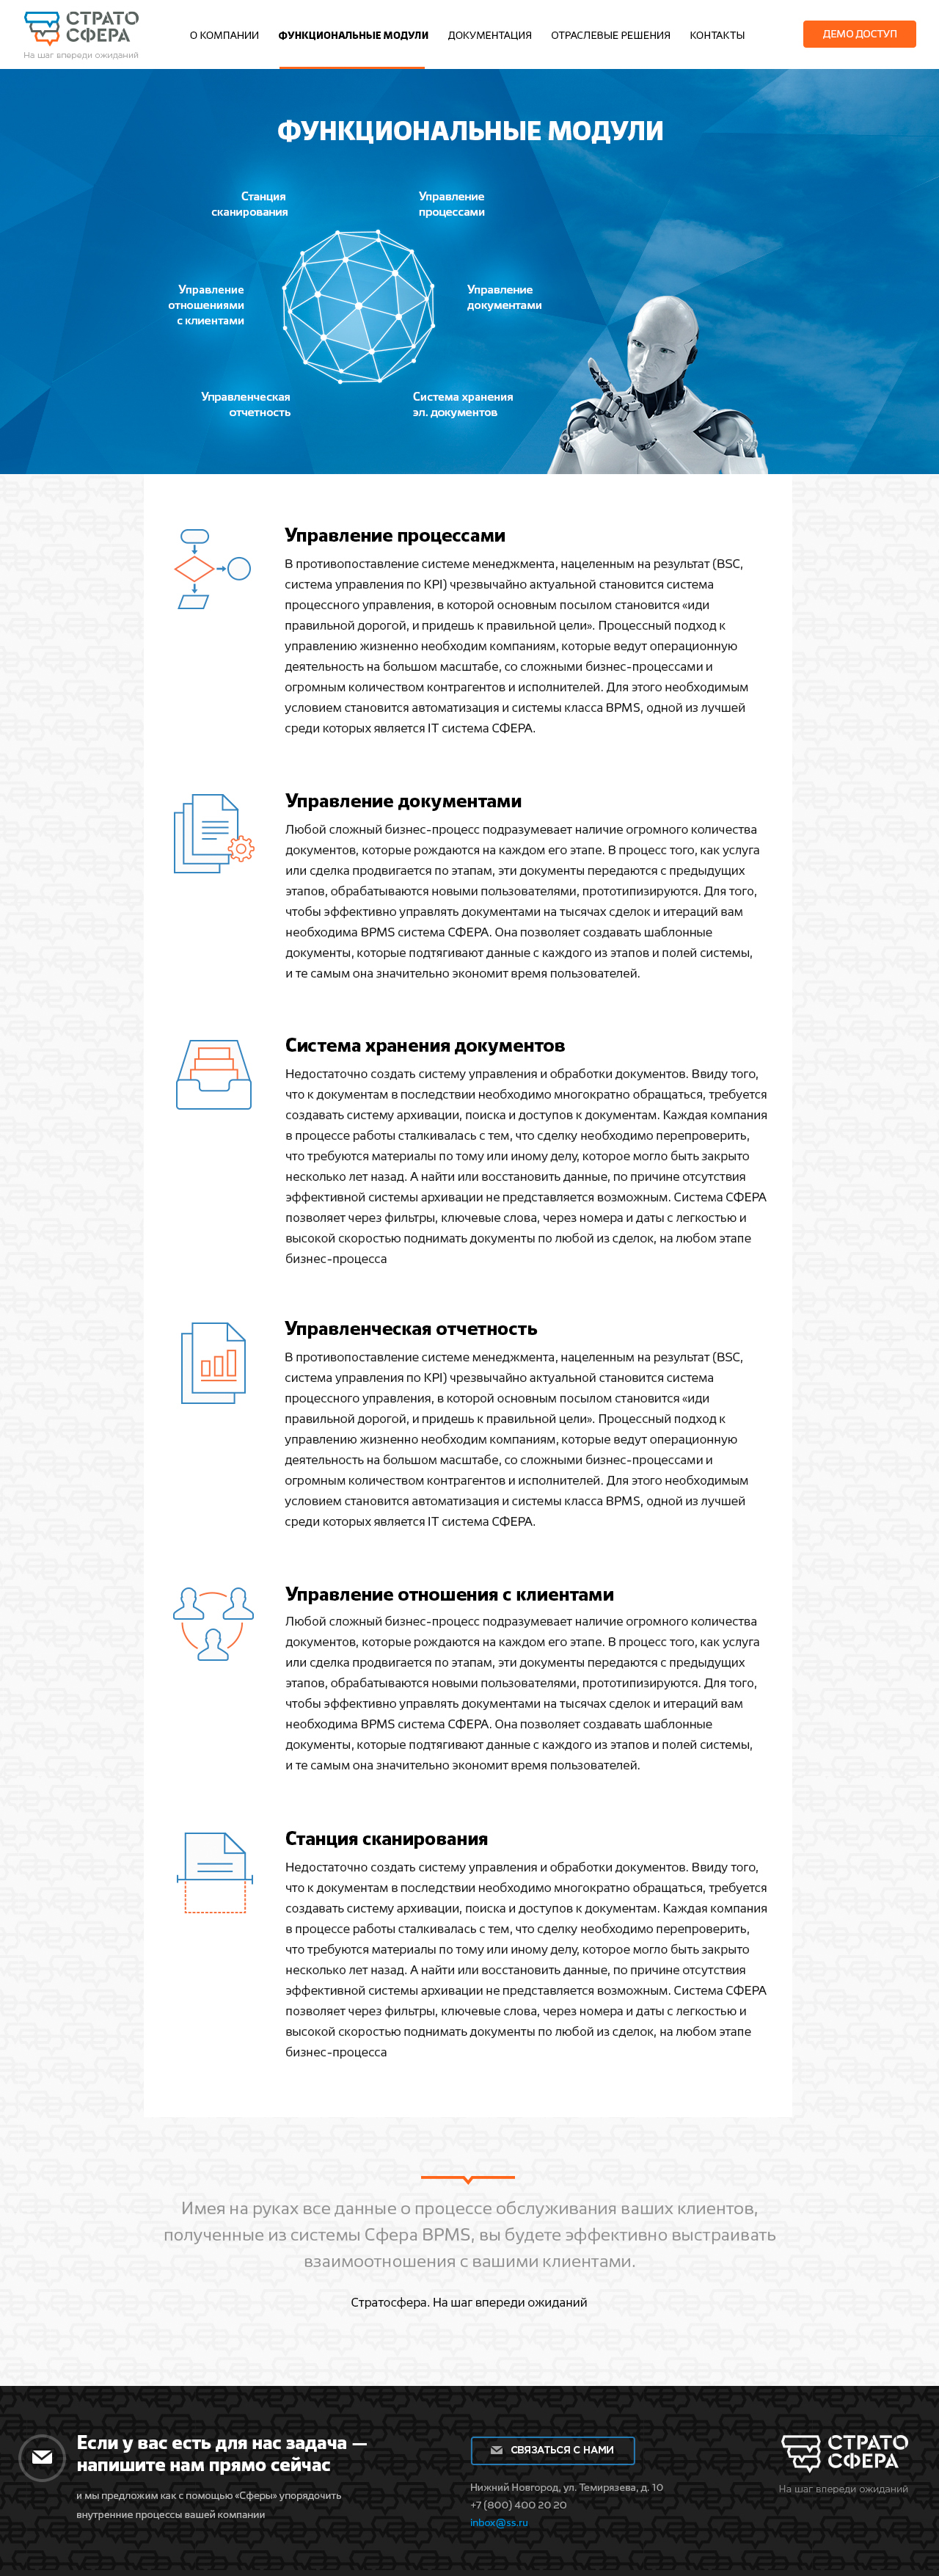 СТРАТО
СФЕРА
На шаг впереди ожиданий
О КОМПАНИИ
ФУНКЦИОНАЛЬНЫЕ МОДУЛИ
ДОКУМЕНТАЦИЯ
ОТРАСЛЕВЫЕ РЕШЕНИЯ
КОНТАКТЫ
ДЕМО ДОСТУП
ФУНКЦИОНАЛЬНЫЕ МОДУЛИ
Станция
сканирования
Управление
процессами
Управление
отношениями
с клиентами
Управление
документами
Управленческая
отчетность
Система хранения
эл. документов
Управление процессами
В противопоставление системе менеджмента, нацеленным на результат (BSC,
система управления по KPI) чрезвычайно актуальной становится система
процессного управления, в которой основным посылом становится «иди
правильной дорогой, и придешь к правильной цели». Процессный подход к
управлению жизненно необходим компаниям, которые ведут операционную
деятельность на большом масштабе, со сложными бизнес-процессами и
огромным количеством контрагентов и исполнителей. Для этого необходимым
условием становится автоматизация и системы класса BPMS, одной из лучшей
среди которых является IT система СФЕРА.
Управление документами
Любой сложный бизнес-процесс подразумевает наличие огромного количества
документов, которые рождаются на каждом его этапе. В процесс того, как услуга
или сделка продвигается по этапам, эти документы передаются с предыдущих
этапов, обрабатываются новыми пользователями, прототипизируются. Для того,
чтобы эффективно управлять документами на тысячах сделок и итераций вам
необходима BPMS система СФЕРА. Она позволяет создавать шаблонные
документы, которые подтягивают данные с каждого из этапов и полей системы,
и те самым она значительно экономит время пользователей.
Система хранения документов
Недостаточно создать систему управления и обработки документов. Ввиду того,
что к документам в последствии необходимо многократно обращаться, требуется
создавать систему архивации, поиска и доступов к документам. Каждая компания
в процессе работы сталкивалась с тем, что сделку необходимо перепроверить,
что требуются материалы по тому или иному делу, которое могло быть закрыто
несколько лет назад. А найти или восстановить данные, по причине отсутствия
эффективной системы архивации не представляется возможным. Система СФЕРА
позволяет через фильтры, ключевые слова, через номера и даты с легкостью и
высокой скоростью поднимать документы по любой из сделок, на любом этапе
бизнес-процесса
Управленческая отчетность
В противопоставление системе менеджмента, нацеленным на результат (BSC,
система управления по KPI) чрезвычайно актуальной становится система
процессного управления, в которой основным посылом становится «иди
правильной дорогой, и придешь к правильной цели». Процессный подход к
управлению жизненно необходим компаниям, которые ведут операционную
деятельность на большом масштабе, со сложными бизнес-процессами и
огромным количеством контрагентов и исполнителей. Для этого необходимым
условием становится автоматизация и системы класса BPMS, одной из лучшей
среди которых является IT система СФЕРА.
Управление отношения с клиентами
Любой сложный бизнес-процесс подразумевает наличие огромного количества
документов, которые рождаются на каждом его этапе. В процесс того, как услуга
или сделка продвигается по этапам, эти документы передаются с предыдущих
этапов, обрабатываются новыми пользователями, прототипизируются. Для того,
чтобы эффективно управлять документами на тысячах сделок и итераций вам
необходима BPMS система СФЕРА. Она позволяет создавать шаблонные
документы, которые подтягивают данные с каждого из этапов и полей системы,
и те самым она значительно экономит время пользователей.
Станция сканирования
Недостаточно создать систему управления и обработки документов. Ввиду того,
что к документам в последствии необходимо многократно обращаться, требуется
создавать систему архивации, поиска и доступов к документам. Каждая компания
в процессе работы сталкивалась с тем, что сделку необходимо перепроверить,
что требуются материалы по тому или иному делу, которое могло быть закрыто
несколько лет назад. А найти или восстановить данные, по причине отсутствия
эффективной системы архивации не представляется возможным. Система СФЕРА
позволяет через фильтры, ключевые слова, через номера и даты с легкостью и
высокой скоростью поднимать документы по любой из сделок, на любом этапе
бизнес-процесса
Имея на руках все данные о процессе обслуживания ваших клиентов,
полученные из системы Сфера BPMS, вы будете эффективно выстраивать
взаимоотношения с вашими клиентами.
Стратосфера. На шаг впереди ожиданий
Если у вас есть для нас задача —
напишите нам прямо сейчас
и мы предложим как с помощью «Сферы» упорядочить
внутренние процессы вашей компании
СВЯЗАТЬСЯ С НАМИ
Нижний Новгород, ул. Темирязева, д. 10
+7 (800) 400 20 20
inbox@ss.ru
СТРАТО
СФЕРА
На шаг впереди ожиданий